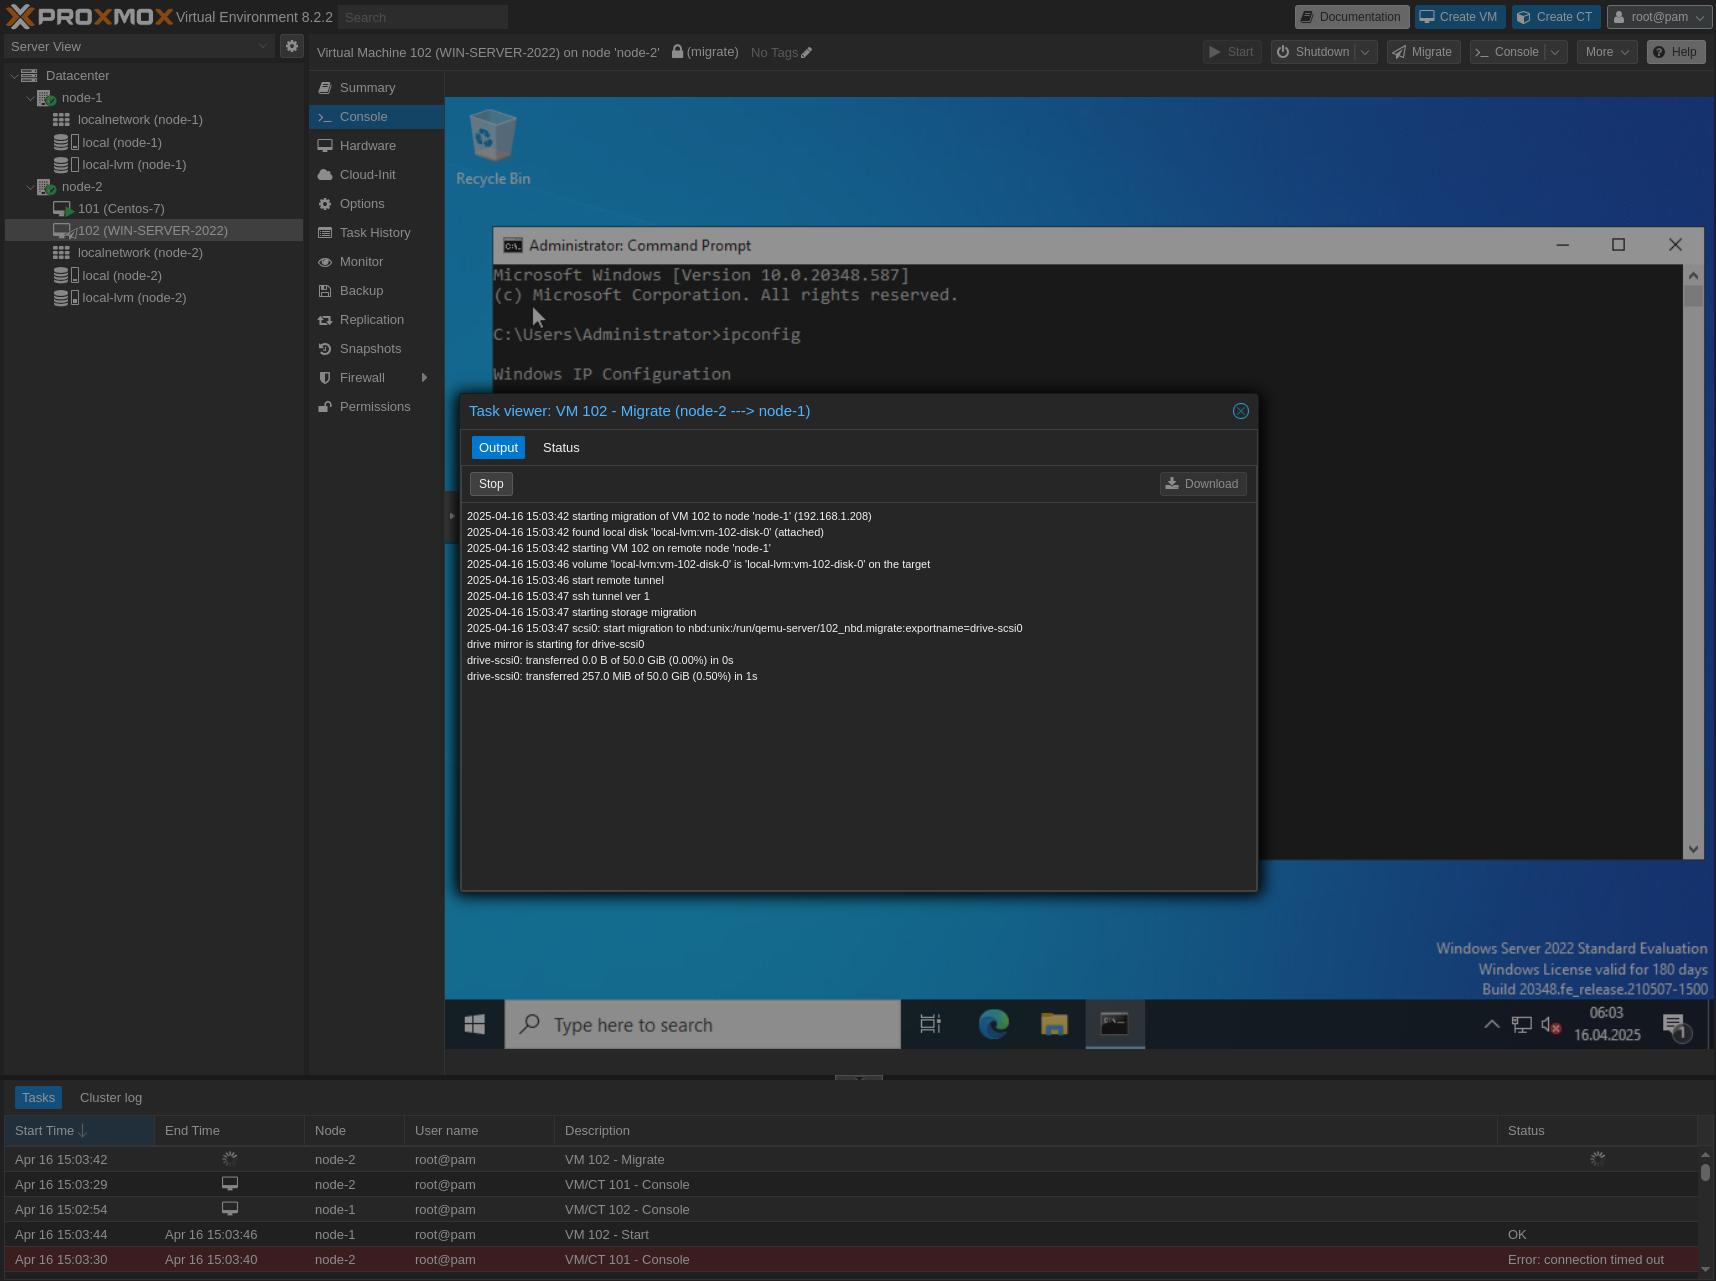 PROXMOX Virtual Environment 8.2.2 Search Documentation Create VM Create CT root@pam
Server View
Virtual Machine 102 (WIN-SERVER-2022) on node 'node-2' (migrate) No Tags Start Shutdown Migrate Console More Help
Datacenter
node-1
localnetwork (node-1)
local (node-1)
local-lvm (node-1)
node-2
101 (Centos-7)
102 (WIN-SERVER-2022)
localnetwork (node-2)
local (node-2)
local-lvm (node-2)
Summary
Console
Hardware
Cloud-Init
Options
Task History
Monitor
Backup
Replication
Snapshots
Firewall
Permissions
Recycle Bin
Administrator: Command Prompt
Microsoft Windows [Version 10.0.20348.587]
(c) Microsoft Corporation. All rights reserved.
C:\Users\Administrator>ipconfig
Windows IP Configuration
Task viewer: VM 102 - Migrate (node-2 ---> node-1)
Output Status
Stop Download
2025-04-16 15:03:42 starting migration of VM 102 to node 'node-1' (192.168.1.208)
2025-04-16 15:03:42 found local disk 'local-lvm:vm-102-disk-0' (attached)
2025-04-16 15:03:42 starting VM 102 on remote node 'node-1'
2025-04-16 15:03:46 volume 'local-lvm:vm-102-disk-0' is 'local-lvm:vm-102-disk-0' on the target
2025-04-16 15:03:46 start remote tunnel
2025-04-16 15:03:47 ssh tunnel ver 1
2025-04-16 15:03:47 starting storage migration
2025-04-16 15:03:47 scsi0: start migration to nbd:unix:/run/qemu-server/102_nbd.migrate:exportname=drive-scsi0
drive mirror is starting for drive-scsi0
drive-scsi0: transferred 0.0 B of 50.0 GiB (0.00%) in 0s
drive-scsi0: transferred 257.0 MiB of 50.0 GiB (0.50%) in 1s
Windows Server 2022 Standard Evaluation
Windows License valid for 180 days
Build 20348.fe_release.210507-1500
Type here to search
06:03
16.04.2025
1
Tasks Cluster log
Start Time End Time Node User name Description Status
Apr 16 15:03:42 node-2 root@pam VM 102 - Migrate
Apr 16 15:03:29 node-2 root@pam VM/CT 101 - Console
Apr 16 15:02:54 node-1 root@pam VM/CT 102 - Console
Apr 16 15:03:44 Apr 16 15:03:46 node-1 root@pam VM 102 - Start OK
Apr 16 15:03:30 Apr 16 15:03:40 node-2 root@pam VM/CT 101 - Console Error: connection timed out